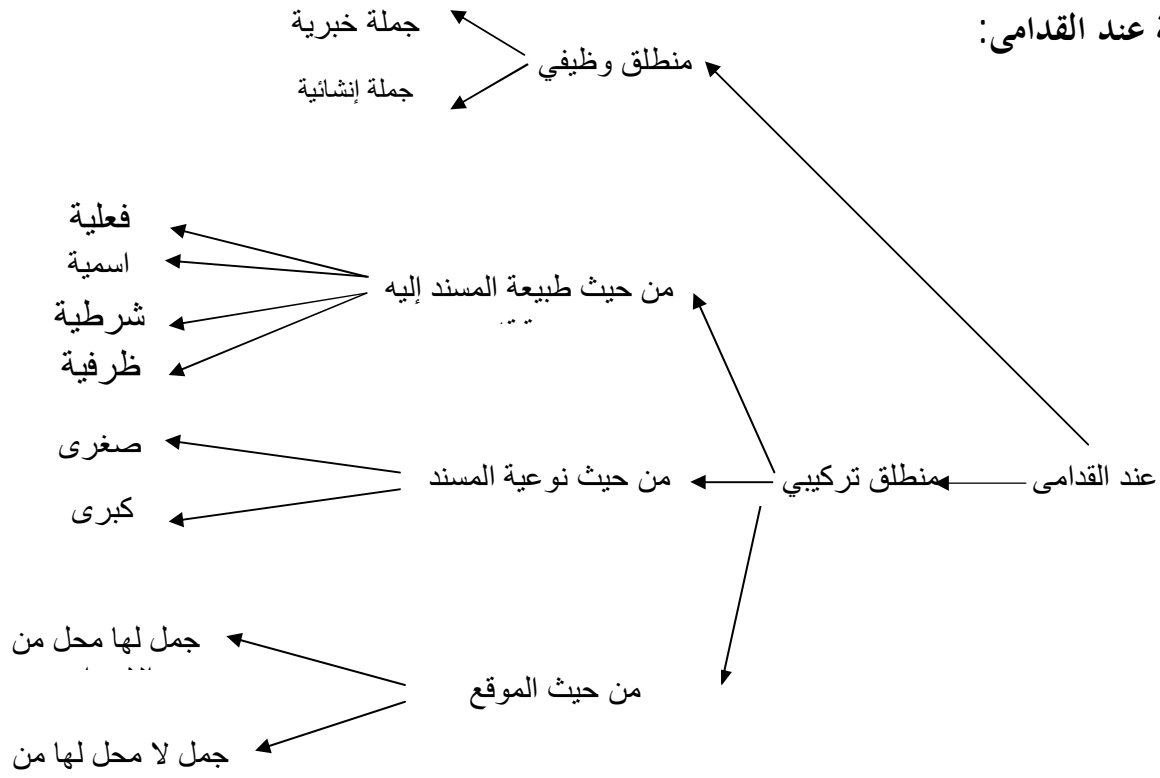 عند القدامى:
جملة خبرية
منطلق وظيفي
جملة إنشائية
فعلية
اسمية
من حيث طبيعة المسند إليه
شرطية
ظرفية
صغرى
عند القدامى
منطلق تركيبي
من حيث نوعية المسند
كبرى
جمل لها محل من
من حيث الموقع
جمل لا محل لها من